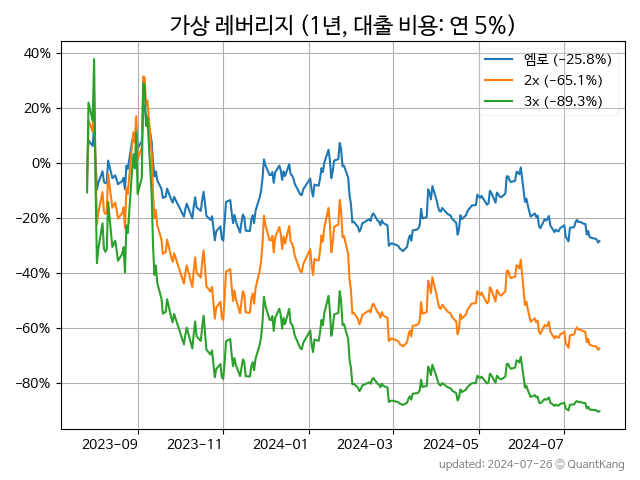 가상 레버리지 (1년, 대출 비용: 연 5%)
엠로 (−25.8%)
2x (−65.1%)
3x (−89.3%)
40%
20%
0%
−20%
−40%
−60%
−80%
2023-09
2023-11
2024-01
2024-03
2024-05
2024-07
updated: 2024-07-26 © QuantKang